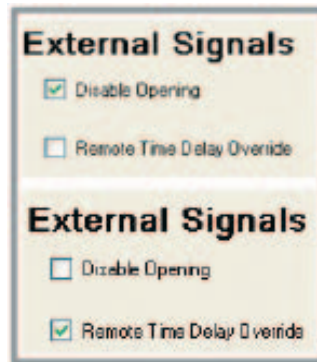 External Signals
Disable Opening
Remote Time Delay Override
External Signals
Disable Opening
Remote Time Delay Override